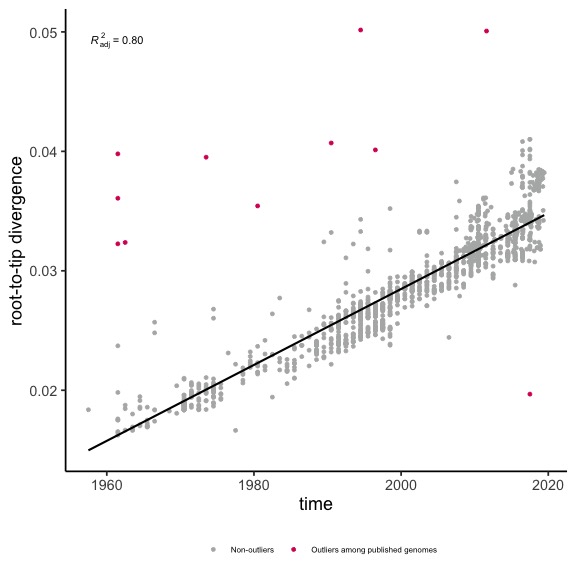 0.05
R²adj = 0.80
0.04
0.03
0.02
root-to-tip divergence
1960 1980 2000 2020
time
Non-outliers Outliers among published genomes